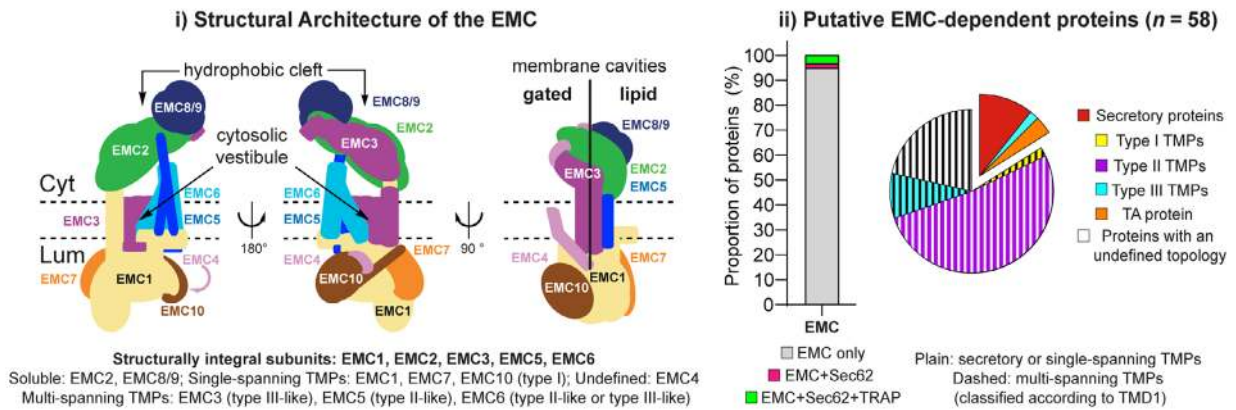 i) Structural Architecture of the EMC
hydrophobic cleft
EMC8/9
EMC2
cytosolic
vestibule
Cyt
EMC6
EMC3
EMC5
Lum
EMC4
EMC7
EMC1
EMC10
180°
EMC8/9
EMC2
EMC3
EMC6
EMC5
EMC7
EMC4
EMC10
EMC1
90 °
membrane cavities
gated
lipid
EMC8/9
EMC3
EMC2
EMC5
EMC4
EMC7
EMC1
EMC10
Structurally integral subunits: EMC1, EMC2, EMC3, EMC5, EMC6
Soluble: EMC2, EMC8/9; Single-spanning TMPs: EMC1, EMC7, EMC10 (type I); Undefined: EMC4
Multi-spanning TMPs: EMC3 (type III-like), EMC5 (type II-like), EMC6 (type II-like or type III-like)
ii) Putative EMC-dependent proteins (n = 58)
Proportion of proteins (%)
100
90
80
70
60
50
40
30
20
10
0
EMC
EMC only
EMC+Sec62
EMC+Sec62+TRAP
Secretory proteins
Type I TMPs
Type II TMPs
Type III TMPs
TA protein
Proteins with an
undefined topology
Plain: secretory or single-spanning TMPs
Dashed: multi-spanning TMPs
(classified according to TMD1)